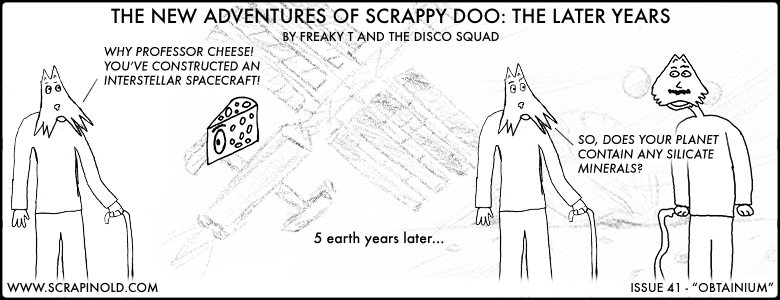 THE NEW ADVENTURES OF SCRAPPY DOO: THE LATER YEARS
BY FREAKY T AND THE DISCO SQUAD
WHY PROFESSOR CHEESE!
YOU'VE CONSTRUCTED AN
INTERSTELLAR SPACECRAFT!
SO, DOES YOUR PLANET
CONTAIN ANY SILICATE
MINERALS?
5 earth years later...
WWW.SCRAPINOLD.COM
ISSUE 41 - "OBTAINIUM"